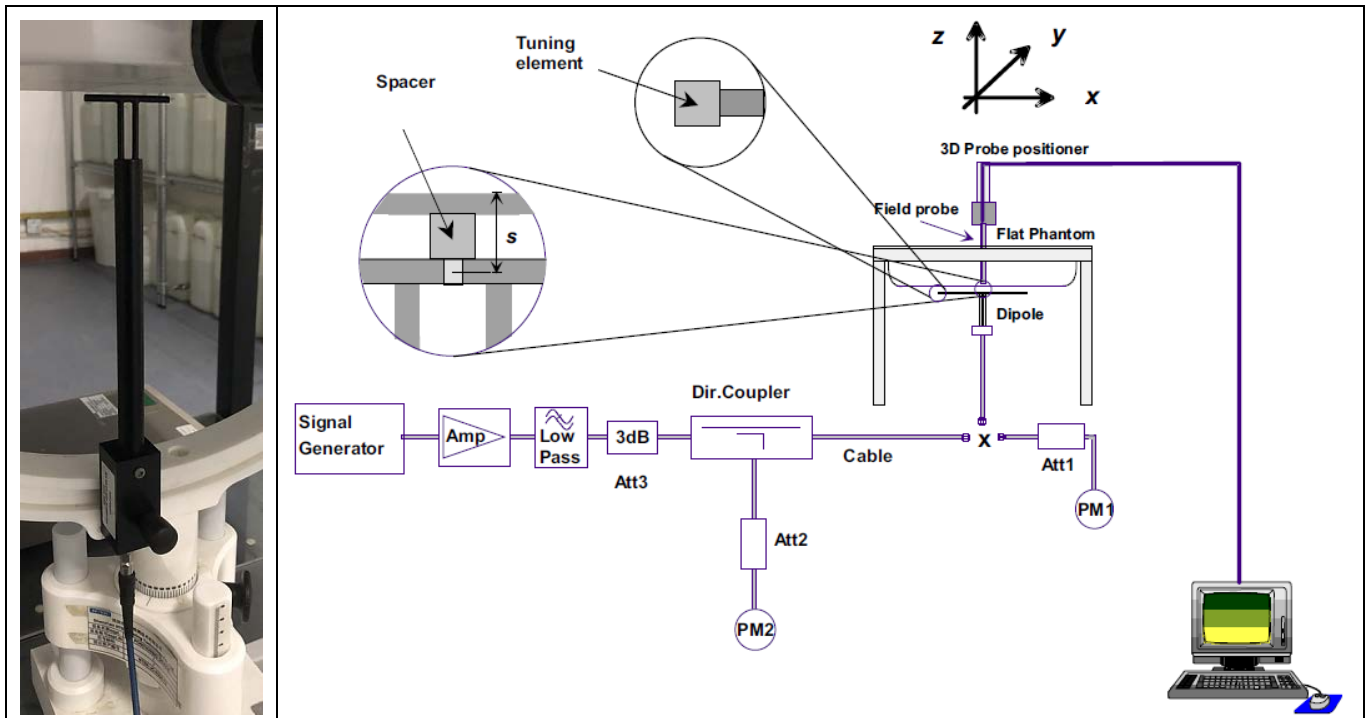 Tuning
element
Spacer
s
z
y
x
3D Probe positioner
Field probe
Flat Phantom
Dipole
Dir.Coupler
Signal
Generator
Amp
Low
Pass
3dB
Att3
Cable
x
Att1
PM1
Att2
PM2